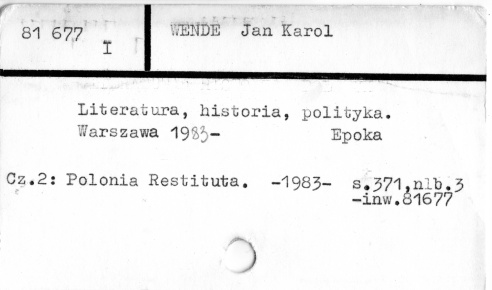 81 677
I
WENDE Jan Karol
Literatura, historia, polityka.
Warszawa 1983- Epoka
Cz.2: Polonia Restituta. -1983- s.371,nlb.3
-inw.81677